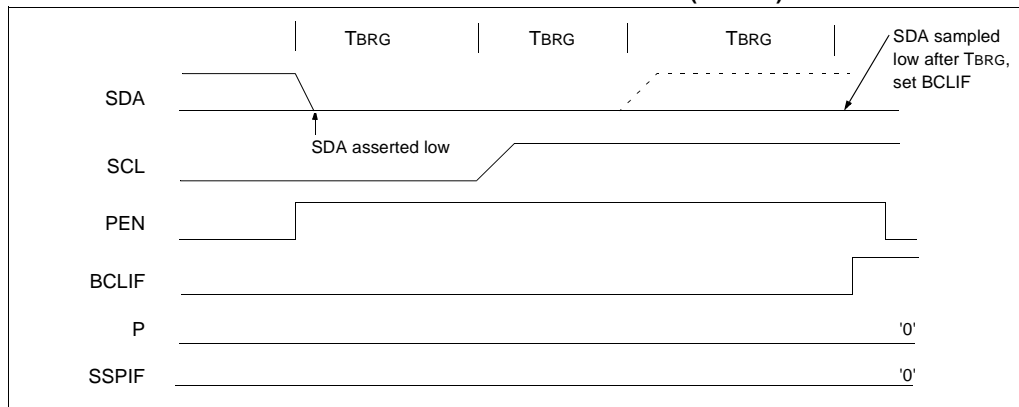 TBRG TBRG TBRG
SDA sampled
low after TBRG,
set BCLIF
SDA
SDA asserted low
SCL
PEN
BCLIF
P '0'
SSPIF '0'